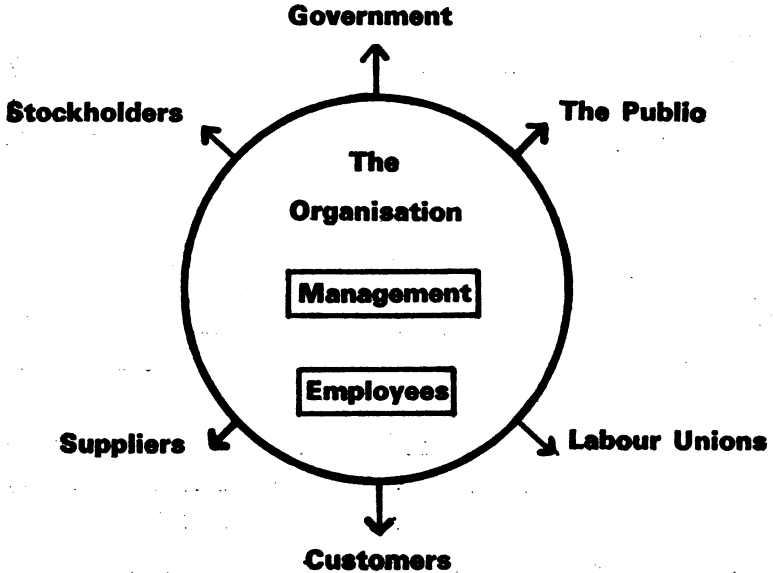 Government
Stockholders
The Public
The
Organisation
Management
Employees
Suppliers
Labour Unions
Customers